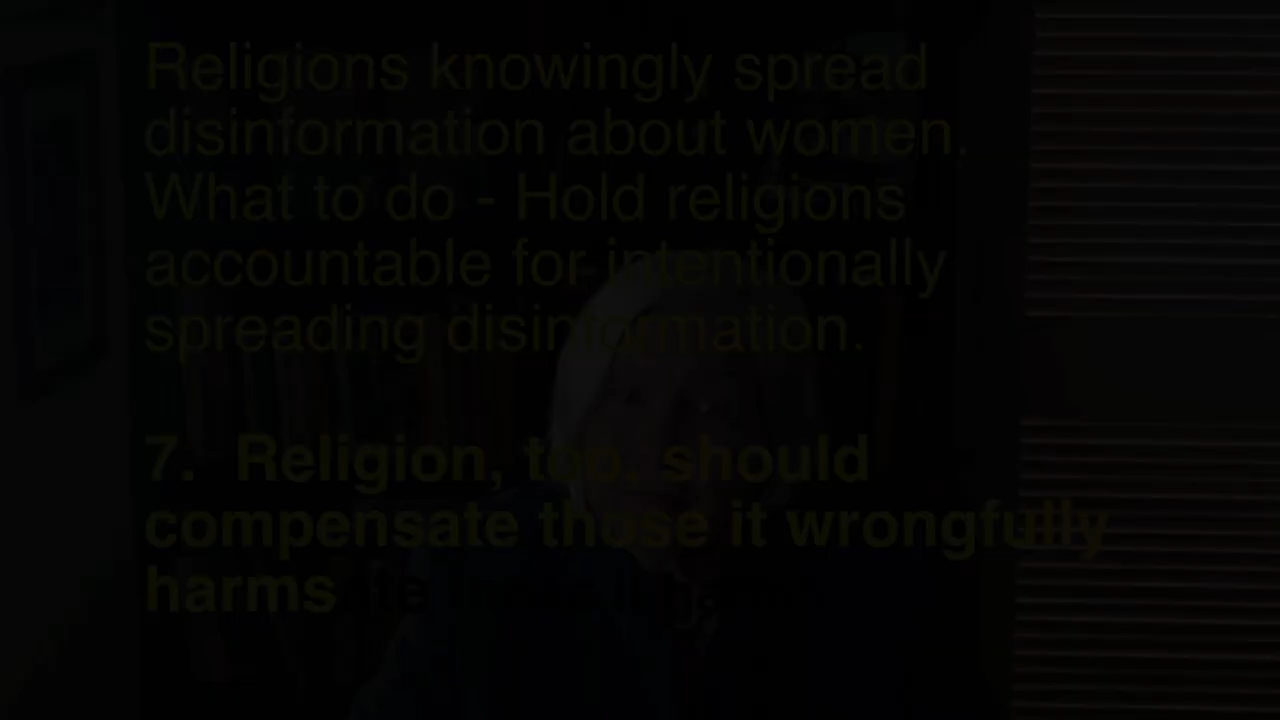 Religions knowingly spread
disinformation about women.
What to do - Hold religions
accountable for intentionally
spreading disinformation.
7. Religion, too, should
compensate those it wrongfully
harms